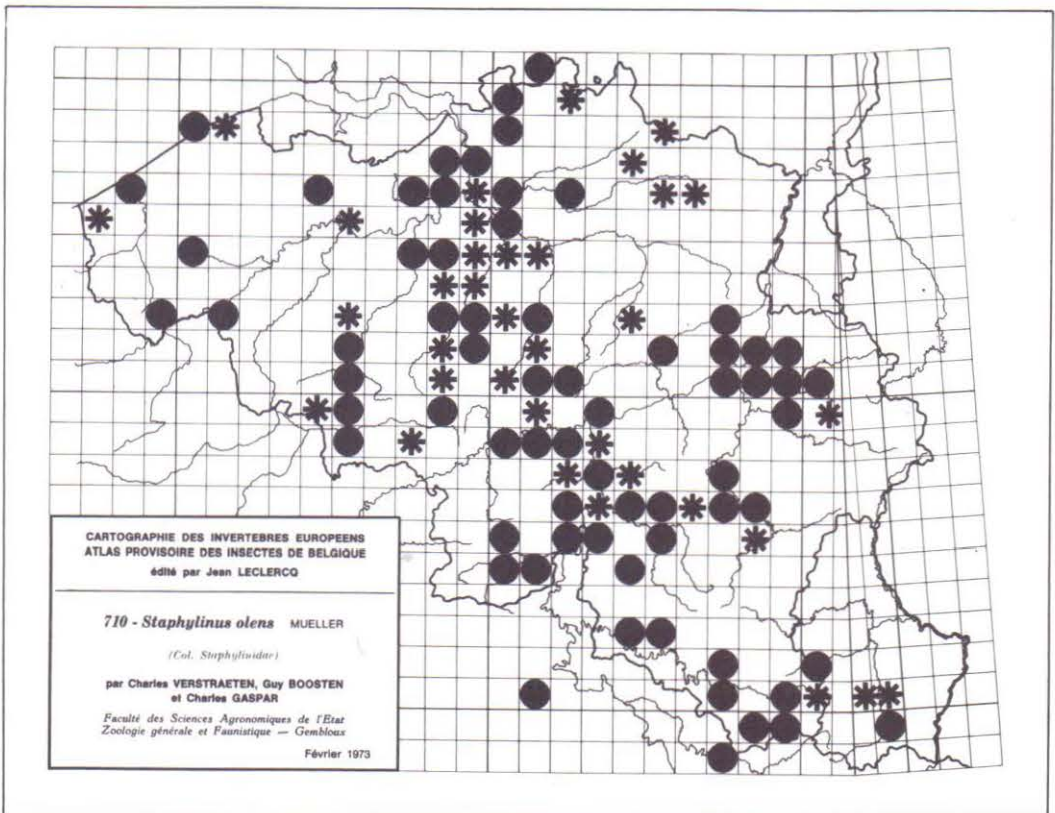 CARTOGRAPHIE DES INVERTEBRES EUROPEENS
ATLAS PROVISOIRE DES INSECTES DE BELGIQUE
édité par Jean LECLERCQ
710 - Staphylinus olens MUELLER
(Col. Staphylinidae)
par Charles VERSTRAETEN, Guy BOOSTEN
et Charles GASPAR
Faculté des Sciences Agronomiques de l'Etat
Zoologie générale et Faunistique — Gembloux
Février 1973